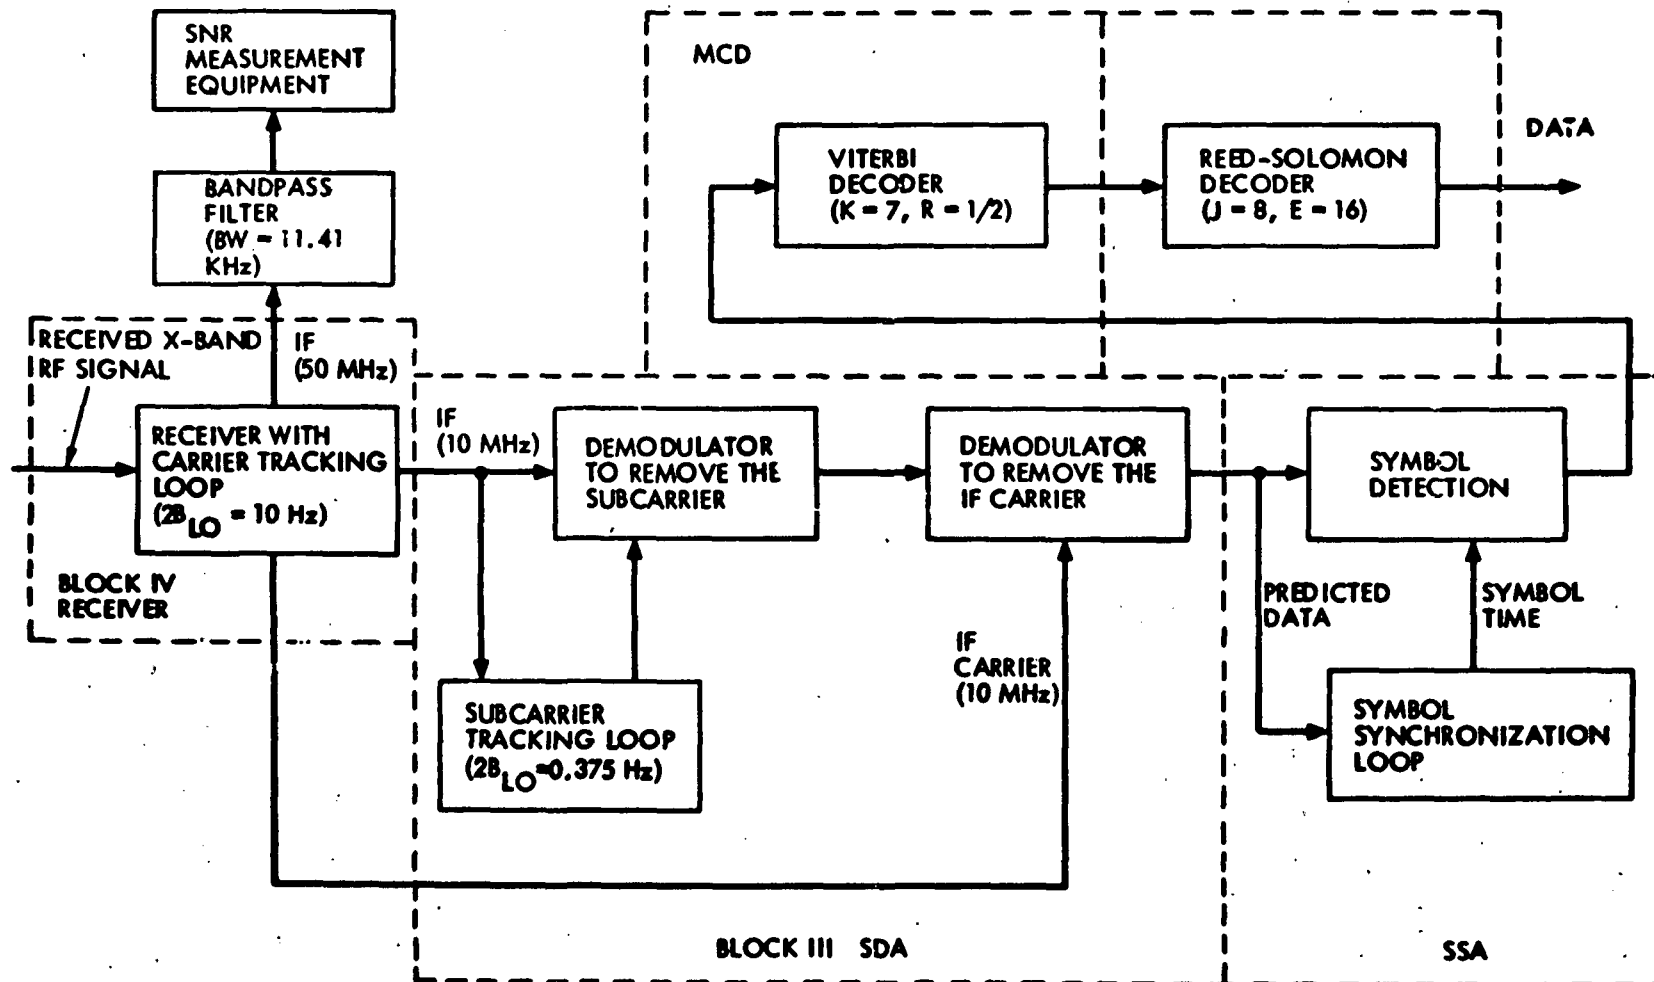 SNR
MEASUREMENT
EQUIPMENT
BANDPASS
FILTER
(BW = 11.41
KHz)
RECEIVED X-BAND
RF SIGNAL
IF
(50 MHz)
RECEIVER WITH
CARRIER TRACKING
LOOP
(2B_LO = 10 Hz)
BLOCK IV
RECEIVER
MCD
VITERBI
DECODER
(K = 7, R = 1/2)
REED-SOLOMON
DECODER
(J = 8, E = 16)
DATA
IF
(10 MHz)
DEMODULATOR
TO REMOVE THE
SUBCARRIER
DEMODULATOR
TO REMOVE THE
IF CARRIER
SYMBOL
DETECTION
PREDICTED
DATA
SYMBOL
TIME
IF
CARRIER
(10 MHz)
SUBCARRIER
TRACKING LOOP
(2B_LO=0.375 Hz)
SYMBOL
SYNCHRONIZATION
LOOP
BLOCK III SDA
SSA